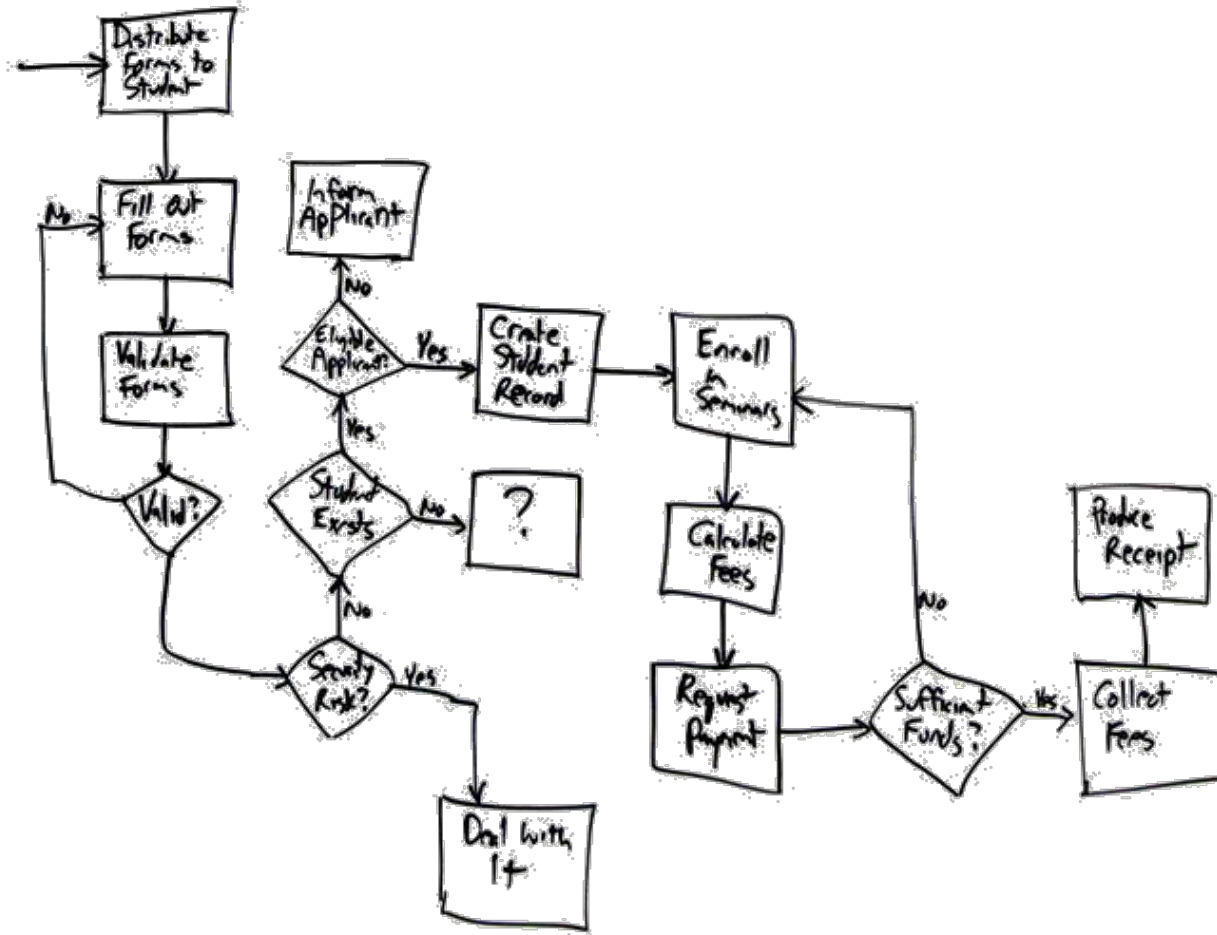 Distribute
Forms to
Student
Fill out
Forms
No
Validate
Forms
Valid?
Inform
Applicant
No
Eligible
Applicant?
Yes
Create
Student
Record
Yes
Student
Exists
No
?
No
Security
Risk?
Yes
Deal with
It
Enroll
in
Seminars
Calculate
Fees
Request
Payment
Sufficient
Funds?
No
Yes
Collect
Fees
Produce
Receipt